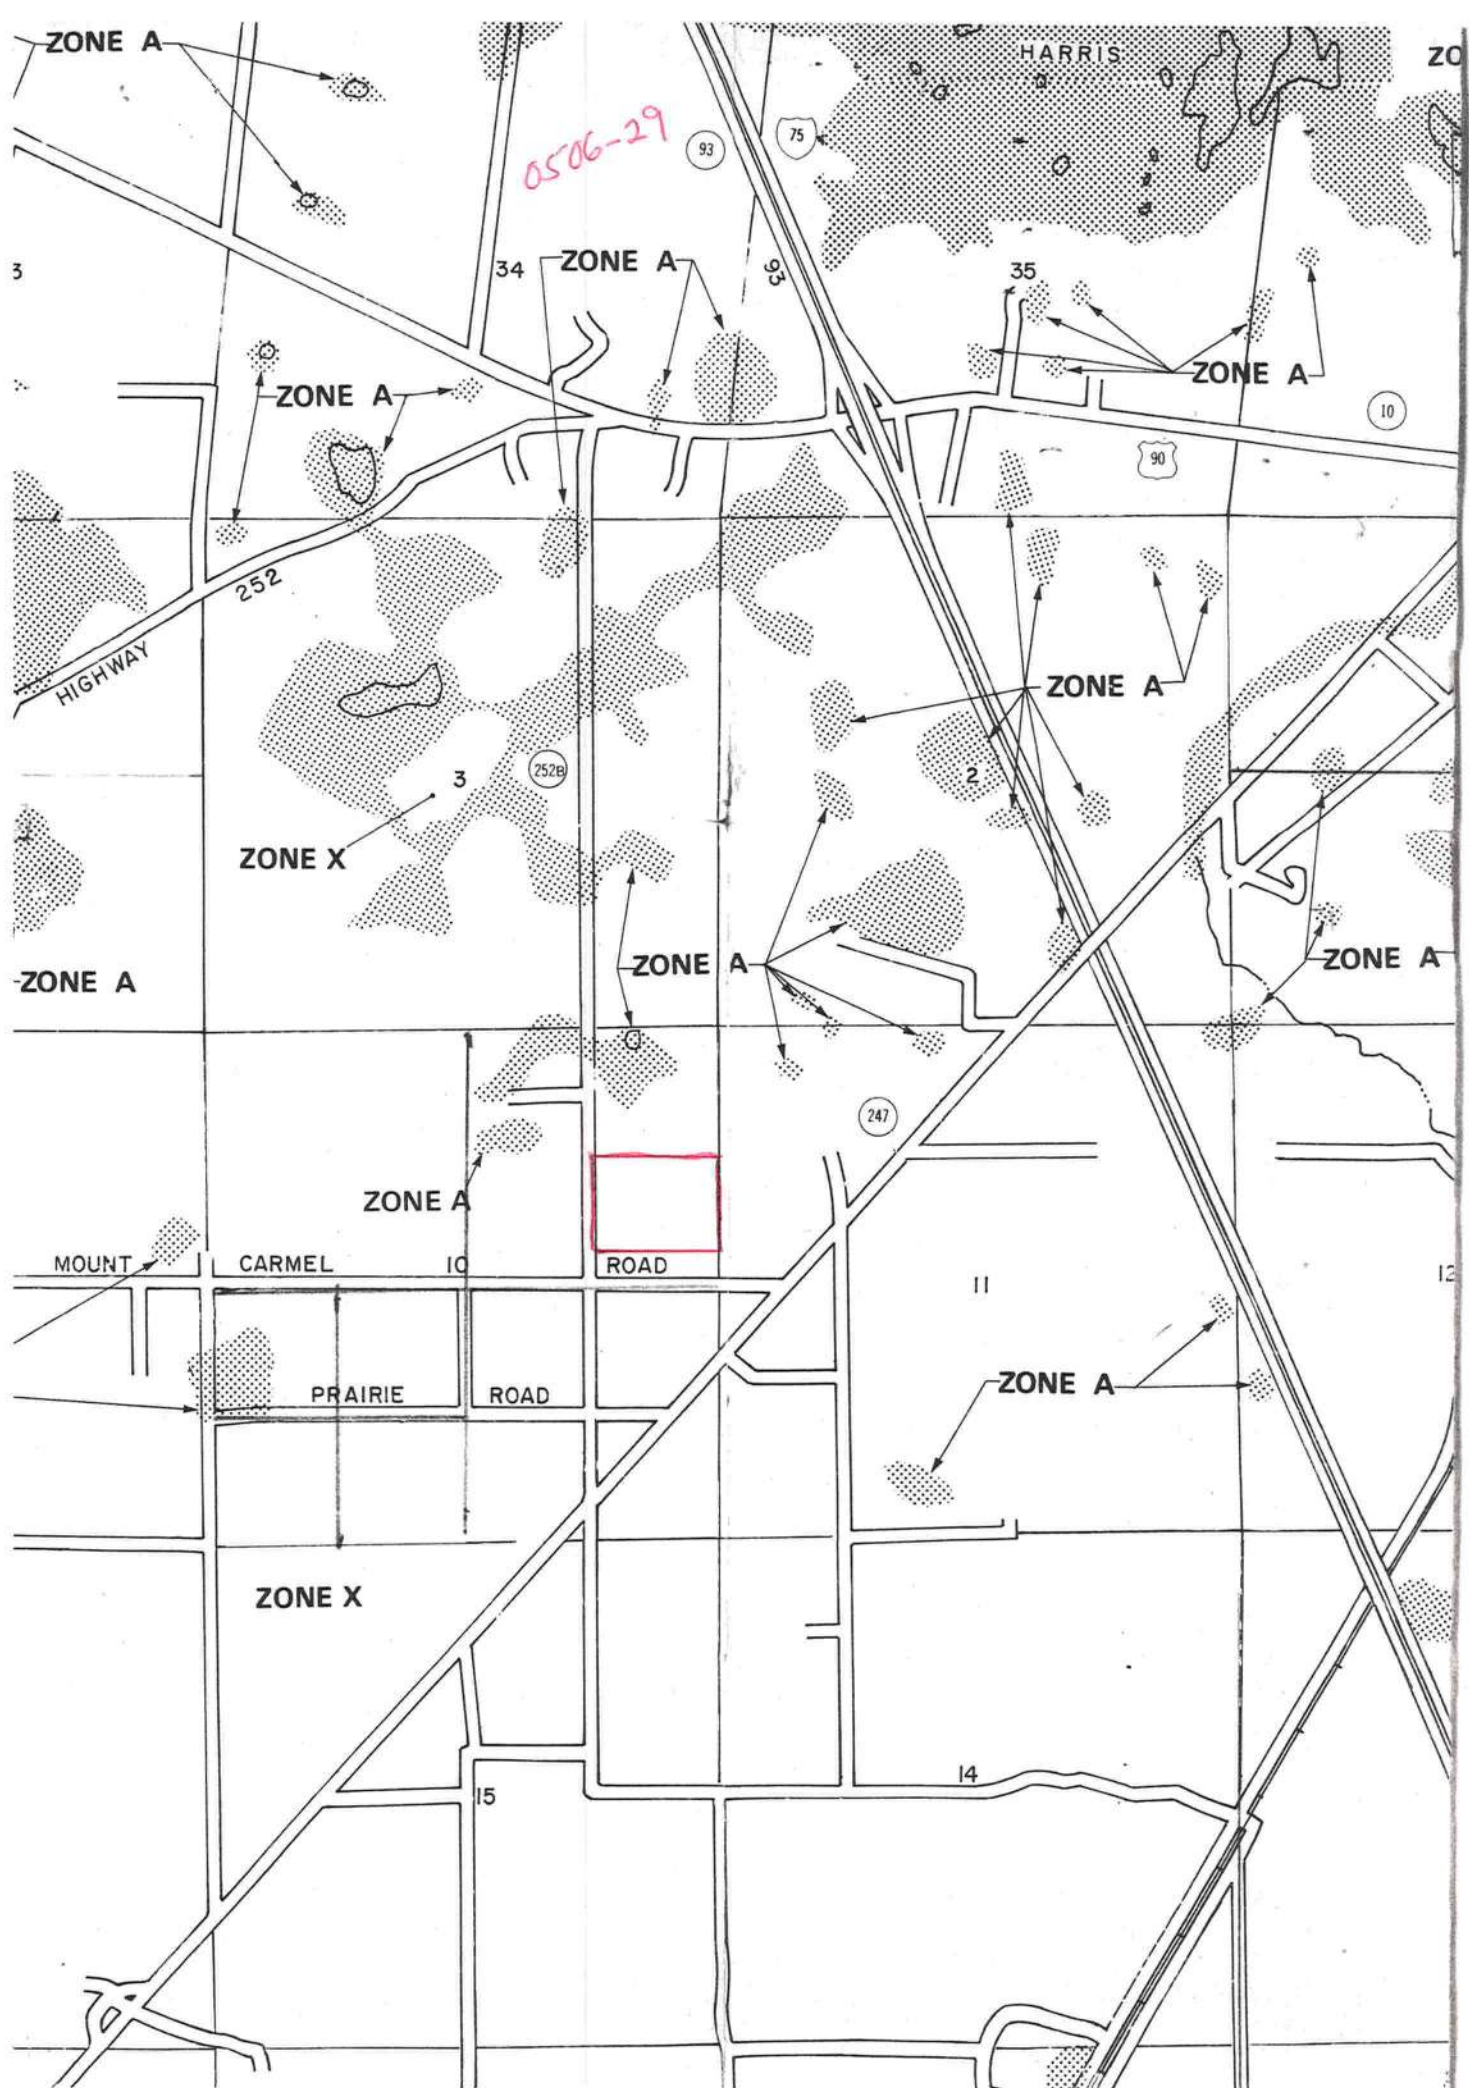 ZONE A
HARRIS
ZO
0506-29
93
75
3
34
ZONE A
93
35
ZONE A
ZONE A
10
90
252
HIGHWAY
ZONE A
252B
3
2
ZONE X
ZONE A
ZONE A
ZONE A
247
ZONE A
MOUNT CARMEL 10 ROAD
11
12
ZONE A
PRAIRIE ROAD
ZONE X
14
15